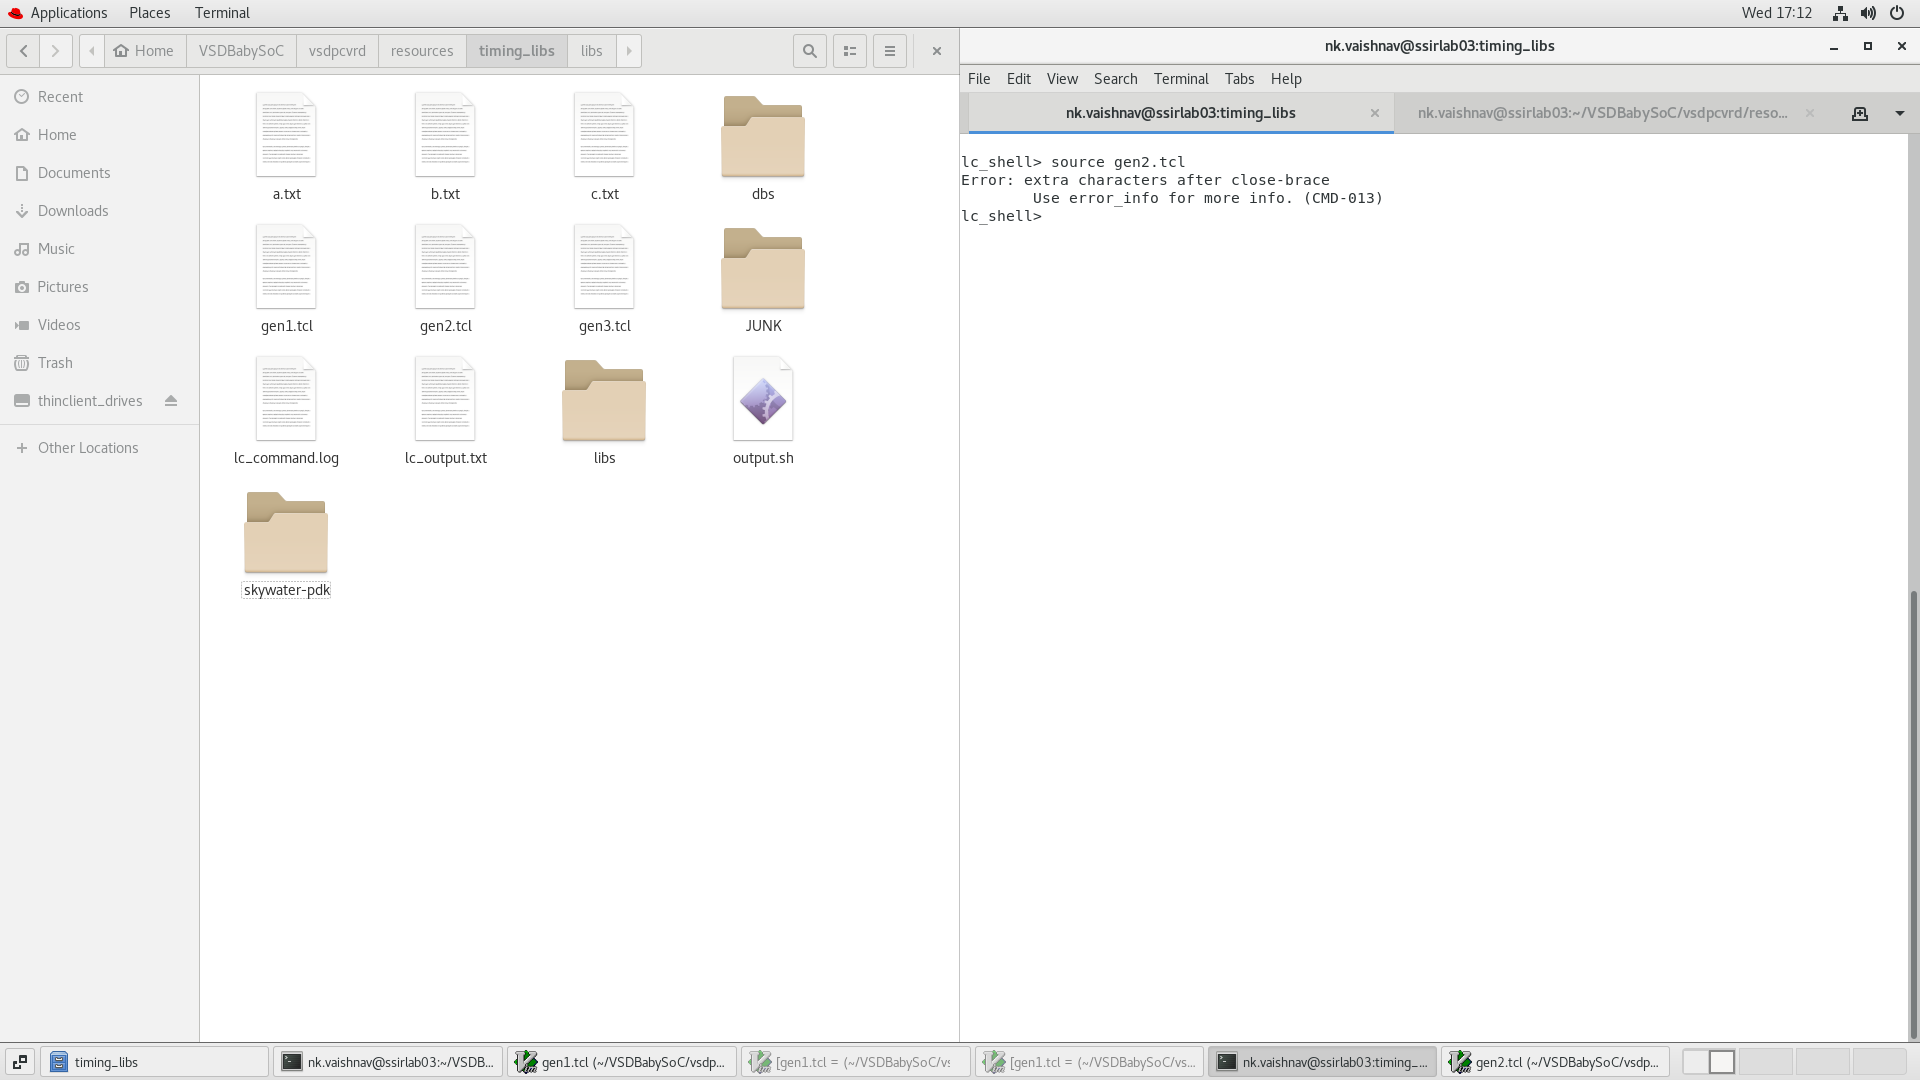 Applications Places Terminal Wed 17:12
Home VSDBabySoC vsdpcvrd resources timing_libs libs
nk.vaishnav@ssirlab03:timing_libs
File Edit View Search Terminal Tabs Help
nk.vaishnav@ssirlab03:timing_libs nk.vaishnav@ssirlab03:~/VSDBabySoC/vsdpcvrd/reso...
Recent
Home
Documents
Downloads
Music
Pictures
Videos
Trash
thinclient_drives
Other Locations
a.txt b.txt c.txt dbs
gen1.tcl gen2.tcl gen3.tcl JUNK
lc_command.log lc_output.txt libs output.sh
skywater-pdk
lc_shell> source gen2.tcl
Error: extra characters after close-brace
Use error_info for more info. (CMD-013)
lc_shell>
timing_libs nk.vaishnav@ssirlab03:~/VSDB... gen1.tcl (~/VSDBabySoC/vsdp... [gen1.tcl = (~/VSDBabySoC/vs [gen1.tcl = (~/VSDBabySoC/vs... nk.vaishnav@ssirlab03:timing_... gen2.tcl (~/VSDBabySoC/vsdp...